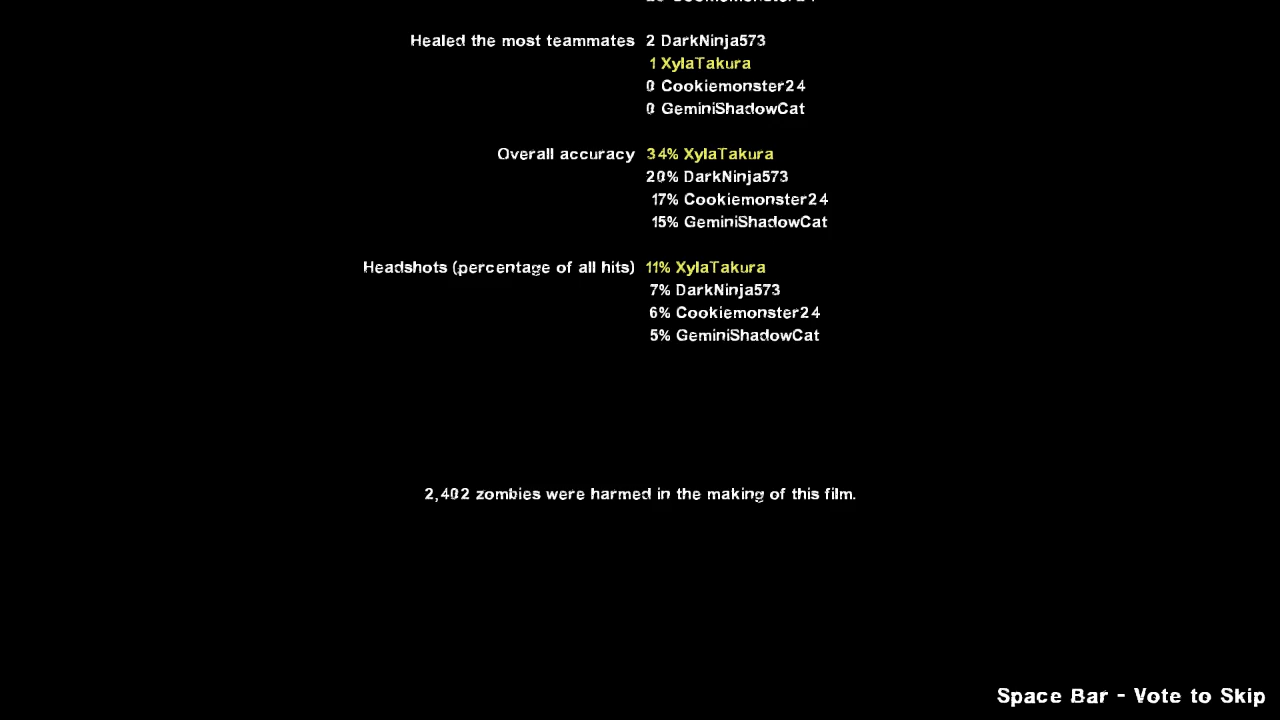 Healed the most teammates 2 DarkNinja573
1 XylaTakura
0 Cookiemonster24
0 GeminiShadowCat
Overall accuracy 34% XylaTakura
20% DarkNinja573
17% Cookiemonster24
15% GeminiShadowCat
Headshots (percentage of all hits) 11% XylaTakura
7% DarkNinja573
6% Cookiemonster24
5% GeminiShadowCat
2,402 zombies were harmed in the making of this film.
Space Bar - Vote to Skip